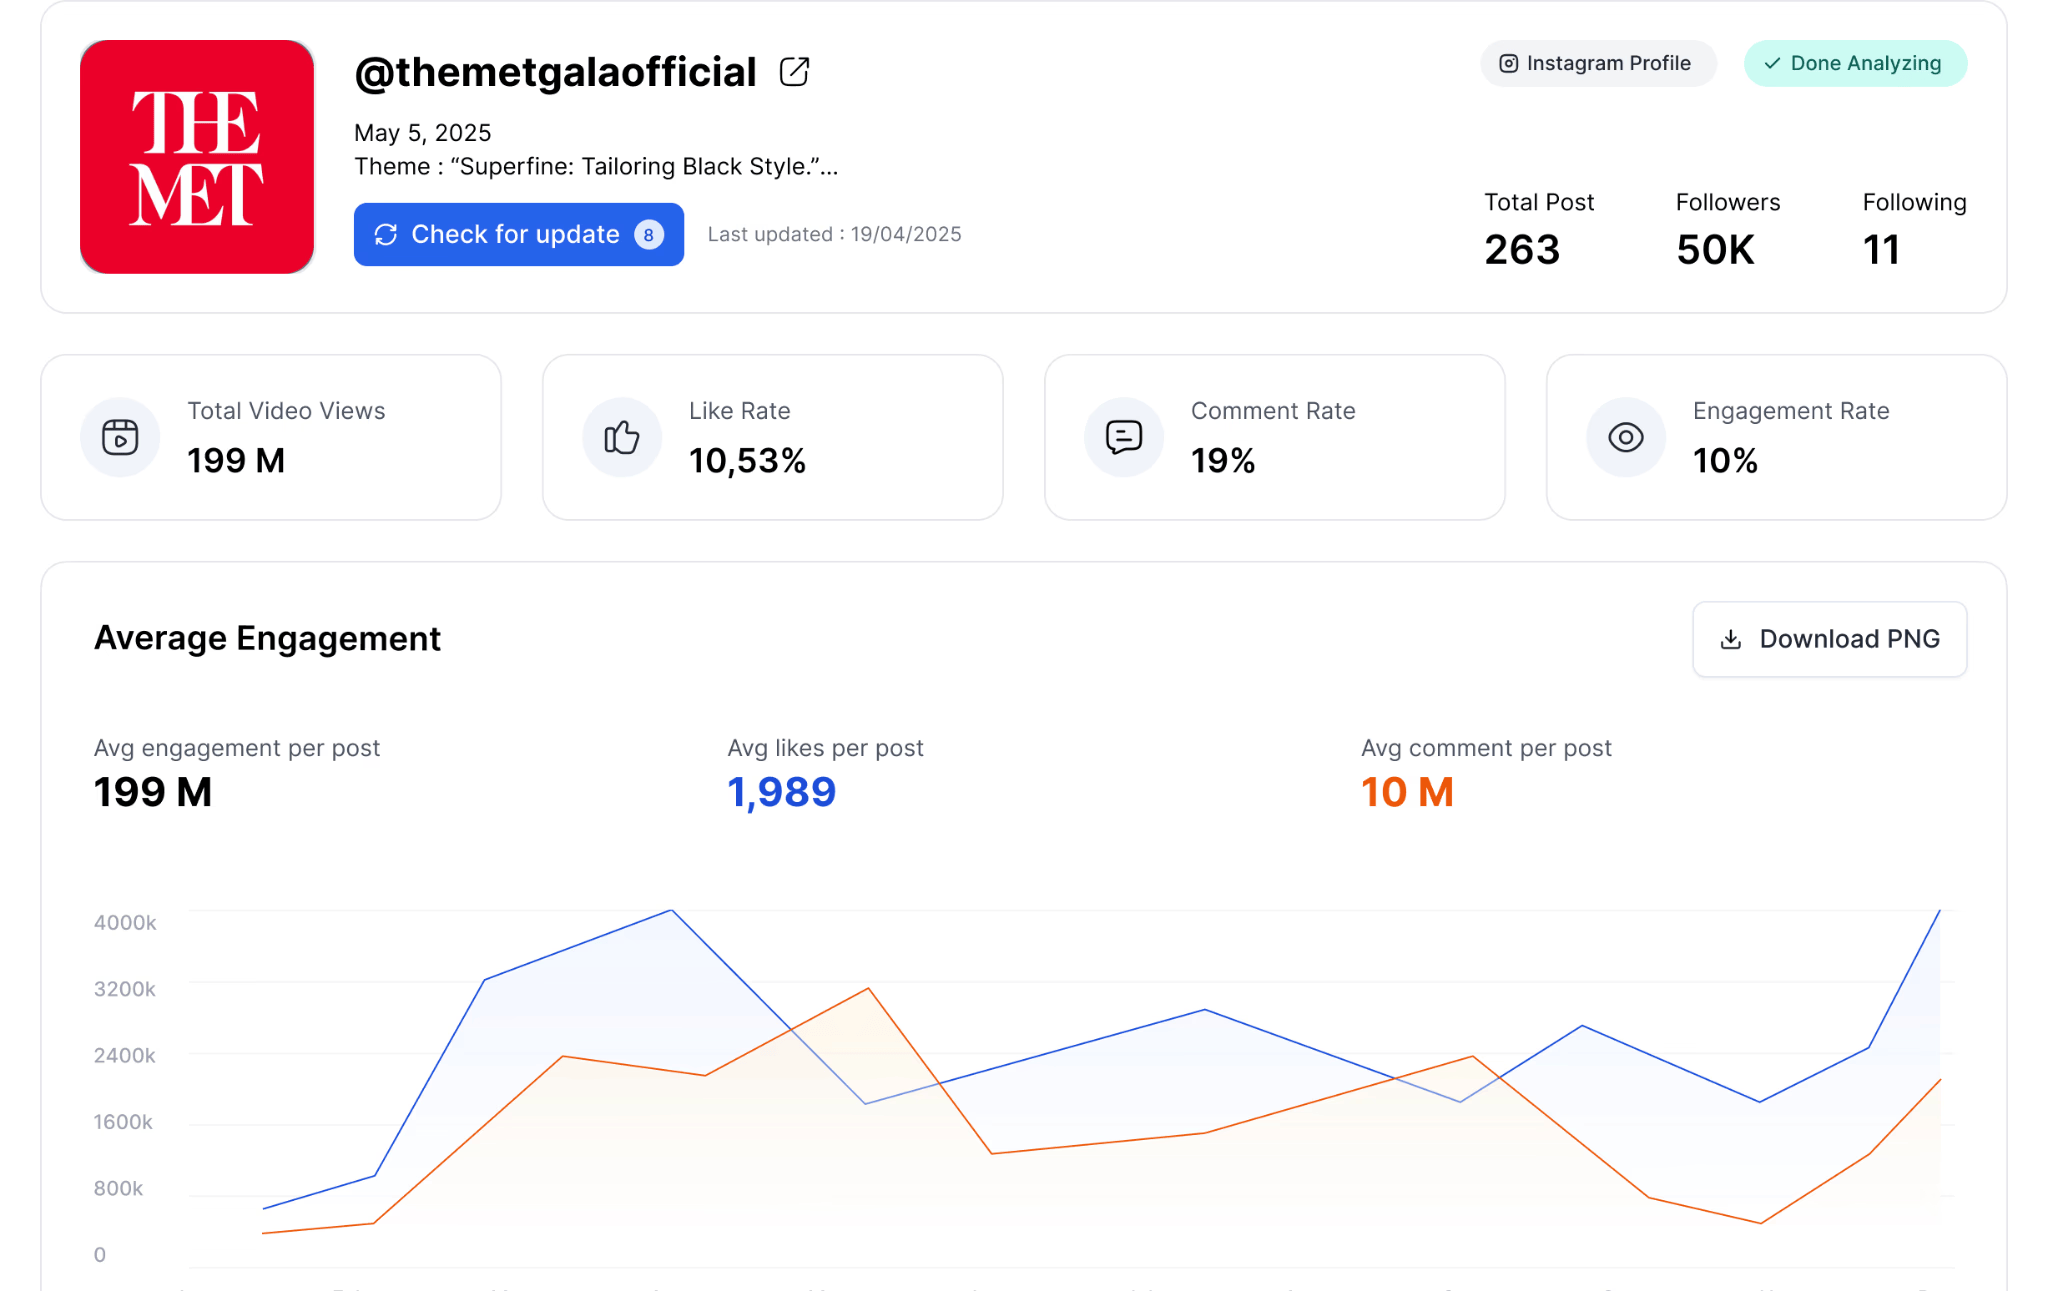 THE
MET
@themetgalaofficial
Instagram Profile
Done Analyzing
May 5, 2025
Theme : “Superfine: Tailoring Black Style.”...
Check for update 8
Last updated : 19/04/2025
Total Post
Followers
Following
263
50K
11
Total Video Views
199 M
Like Rate
10,53%
Comment Rate
19%
Engagement Rate
10%
Average Engagement
Download PNG
Avg engagement per post
199 M
Avg likes per post
1,989
Avg comment per post
10 M
4000k
3200k
2400k
1600k
800k
0